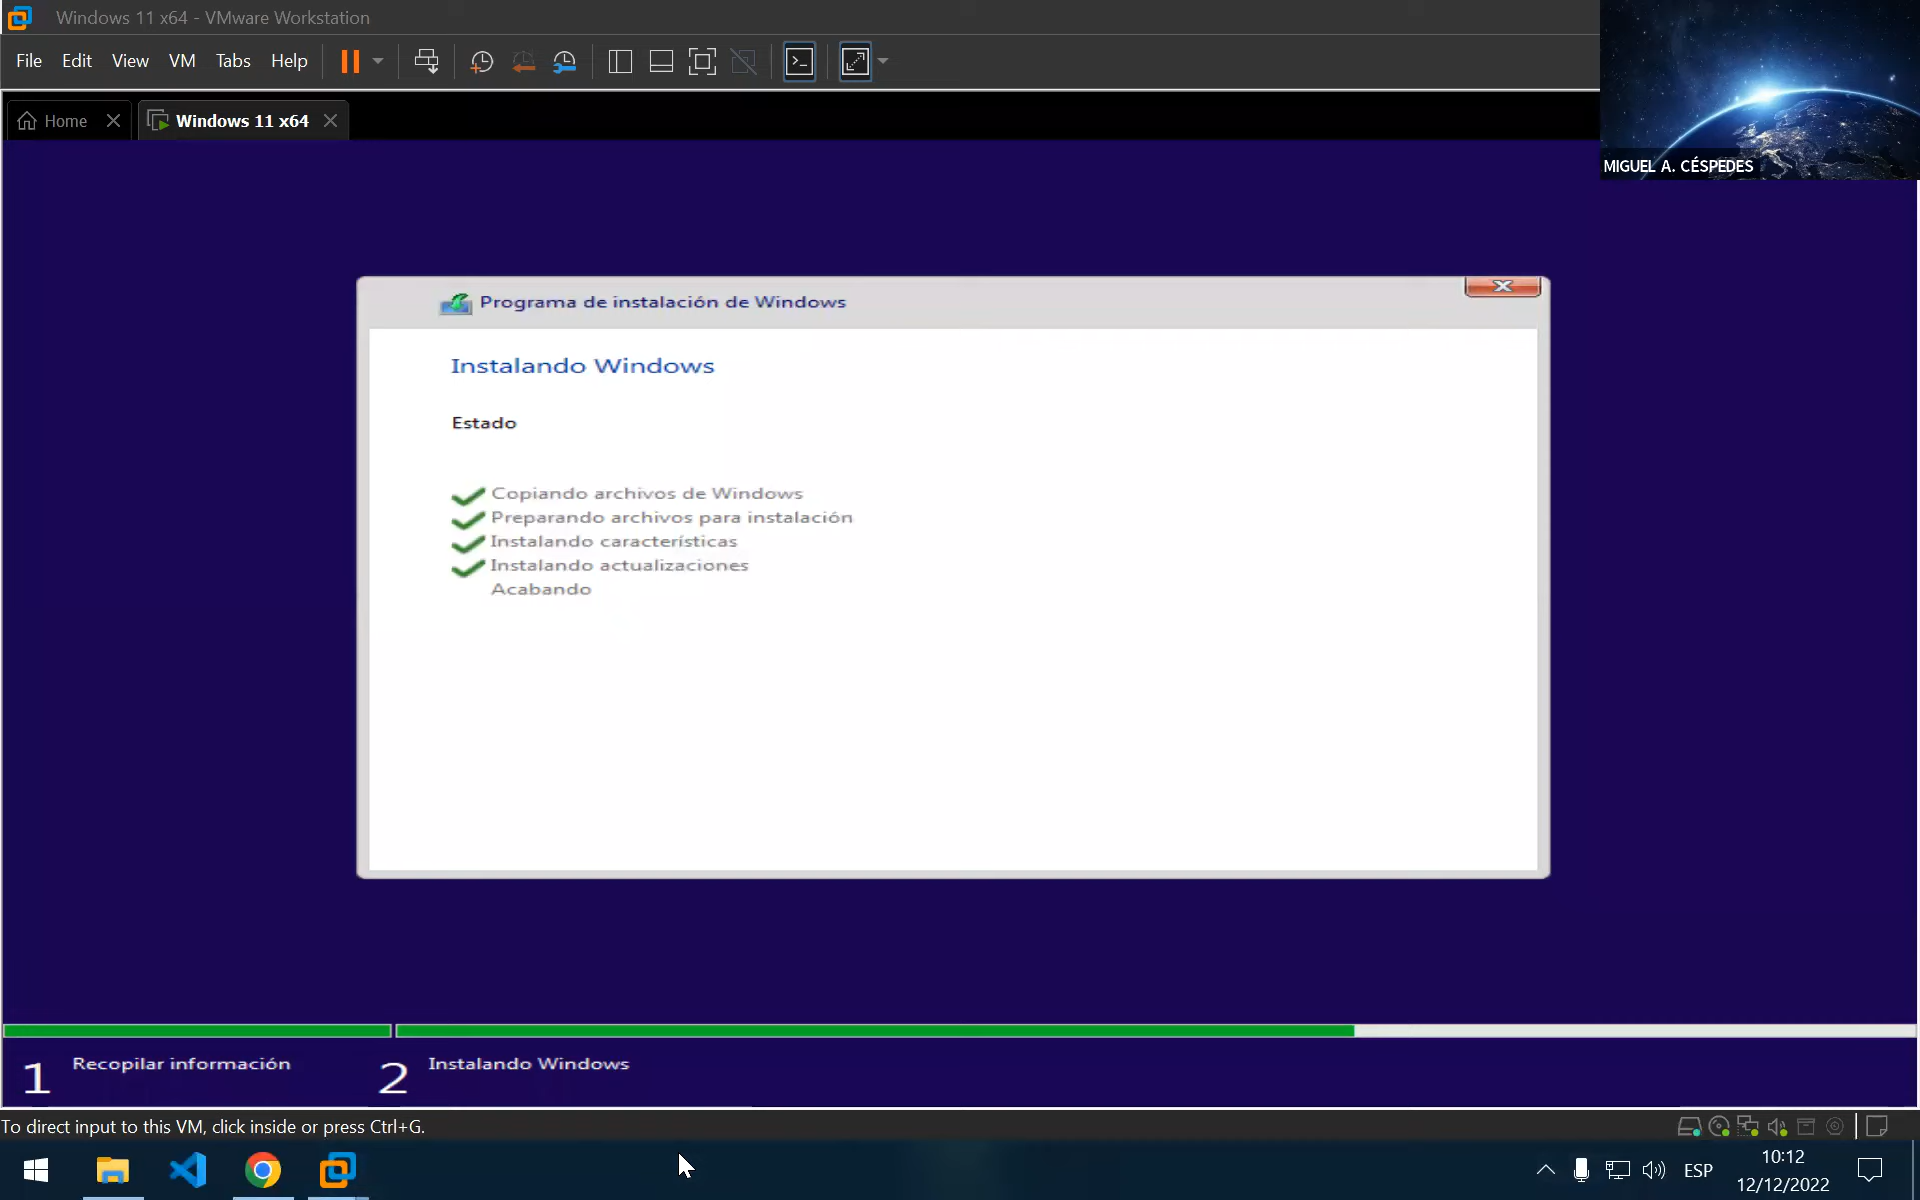 Windows 11 x64 - VMware Workstation
File Edit View VM Tabs Help
Home
Windows 11 x64
MIGUEL A. CÉSPEDES
Programa de instalación de Windows
Instalando Windows
Estado
Copiando archivos de Windows
Preparando archivos para instalación
Instalando características
Instalando actualizaciones
Acabando
1 Recopilar información
2 Instalando Windows
To direct input to this VM, click inside or press Ctrl+G.
ESP
10:12
12/12/2022